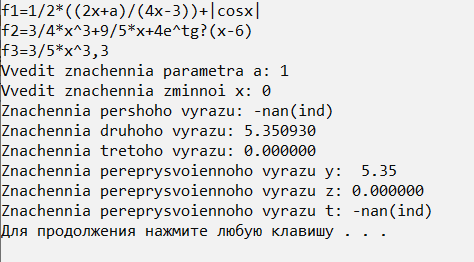 f1=1/2*((2x+a)/(4x-3))+|cosx|
f2=3/4*x^3+9/5*x+4e^tg?(x-6)
f3=3/5*x^3,3
Vvedit znachennia parametra a: 1
Vvedit znachennia zminnoi x: 0
Znachennia pershoho vyrazu: -nan(ind)
Znachennia druhoho vyrazu: 5.350930
Znachennia tretoho vyrazu: 0.000000
Znachennia pereprysvoiennoho vyrazu y:  5.35
Znachennia pereprysvoiennoho vyrazu z: 0.000000
Znachennia pereprysvoiennoho vyrazu t: -nan(ind)
Для продолжения нажмите любую клавишу . . .